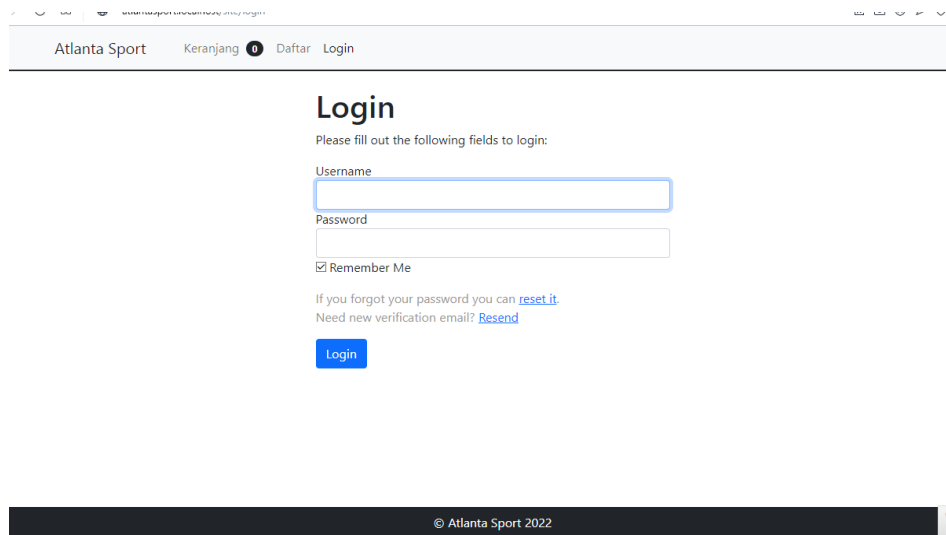 Atlanta Sport Keranjang 0 Daftar Login
Login
Please fill out the following fields to login:
Username
Password
Remember Me
If you forgot your password you can reset it.
Need new verification email? Resend
Login
© Atlanta Sport 2022